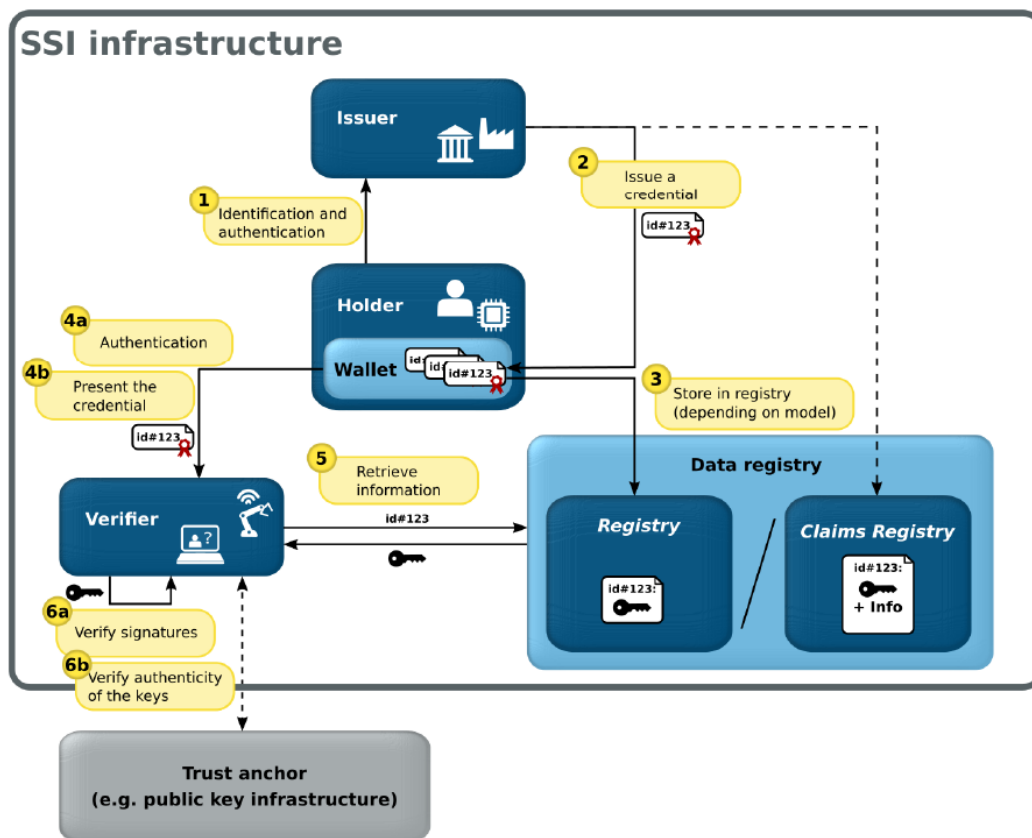 SSI infrastructure
Issuer
2
Issue a
credential
id#123
1
Identification and
authentication
Holder
Wallet
id#
id#1
id#123
4a
Authentication
4b
Present the
credential
id#123
3
Store in registry
(depending on model)
5
Retrieve
information
id#123
Data registry
Verifier
?
Registry
id#123:
Claims Registry
id#123:
+ Info
6a
Verify signatures
6b
Verify authenticity
of the keys
Trust anchor
(e.g. public key infrastructure)